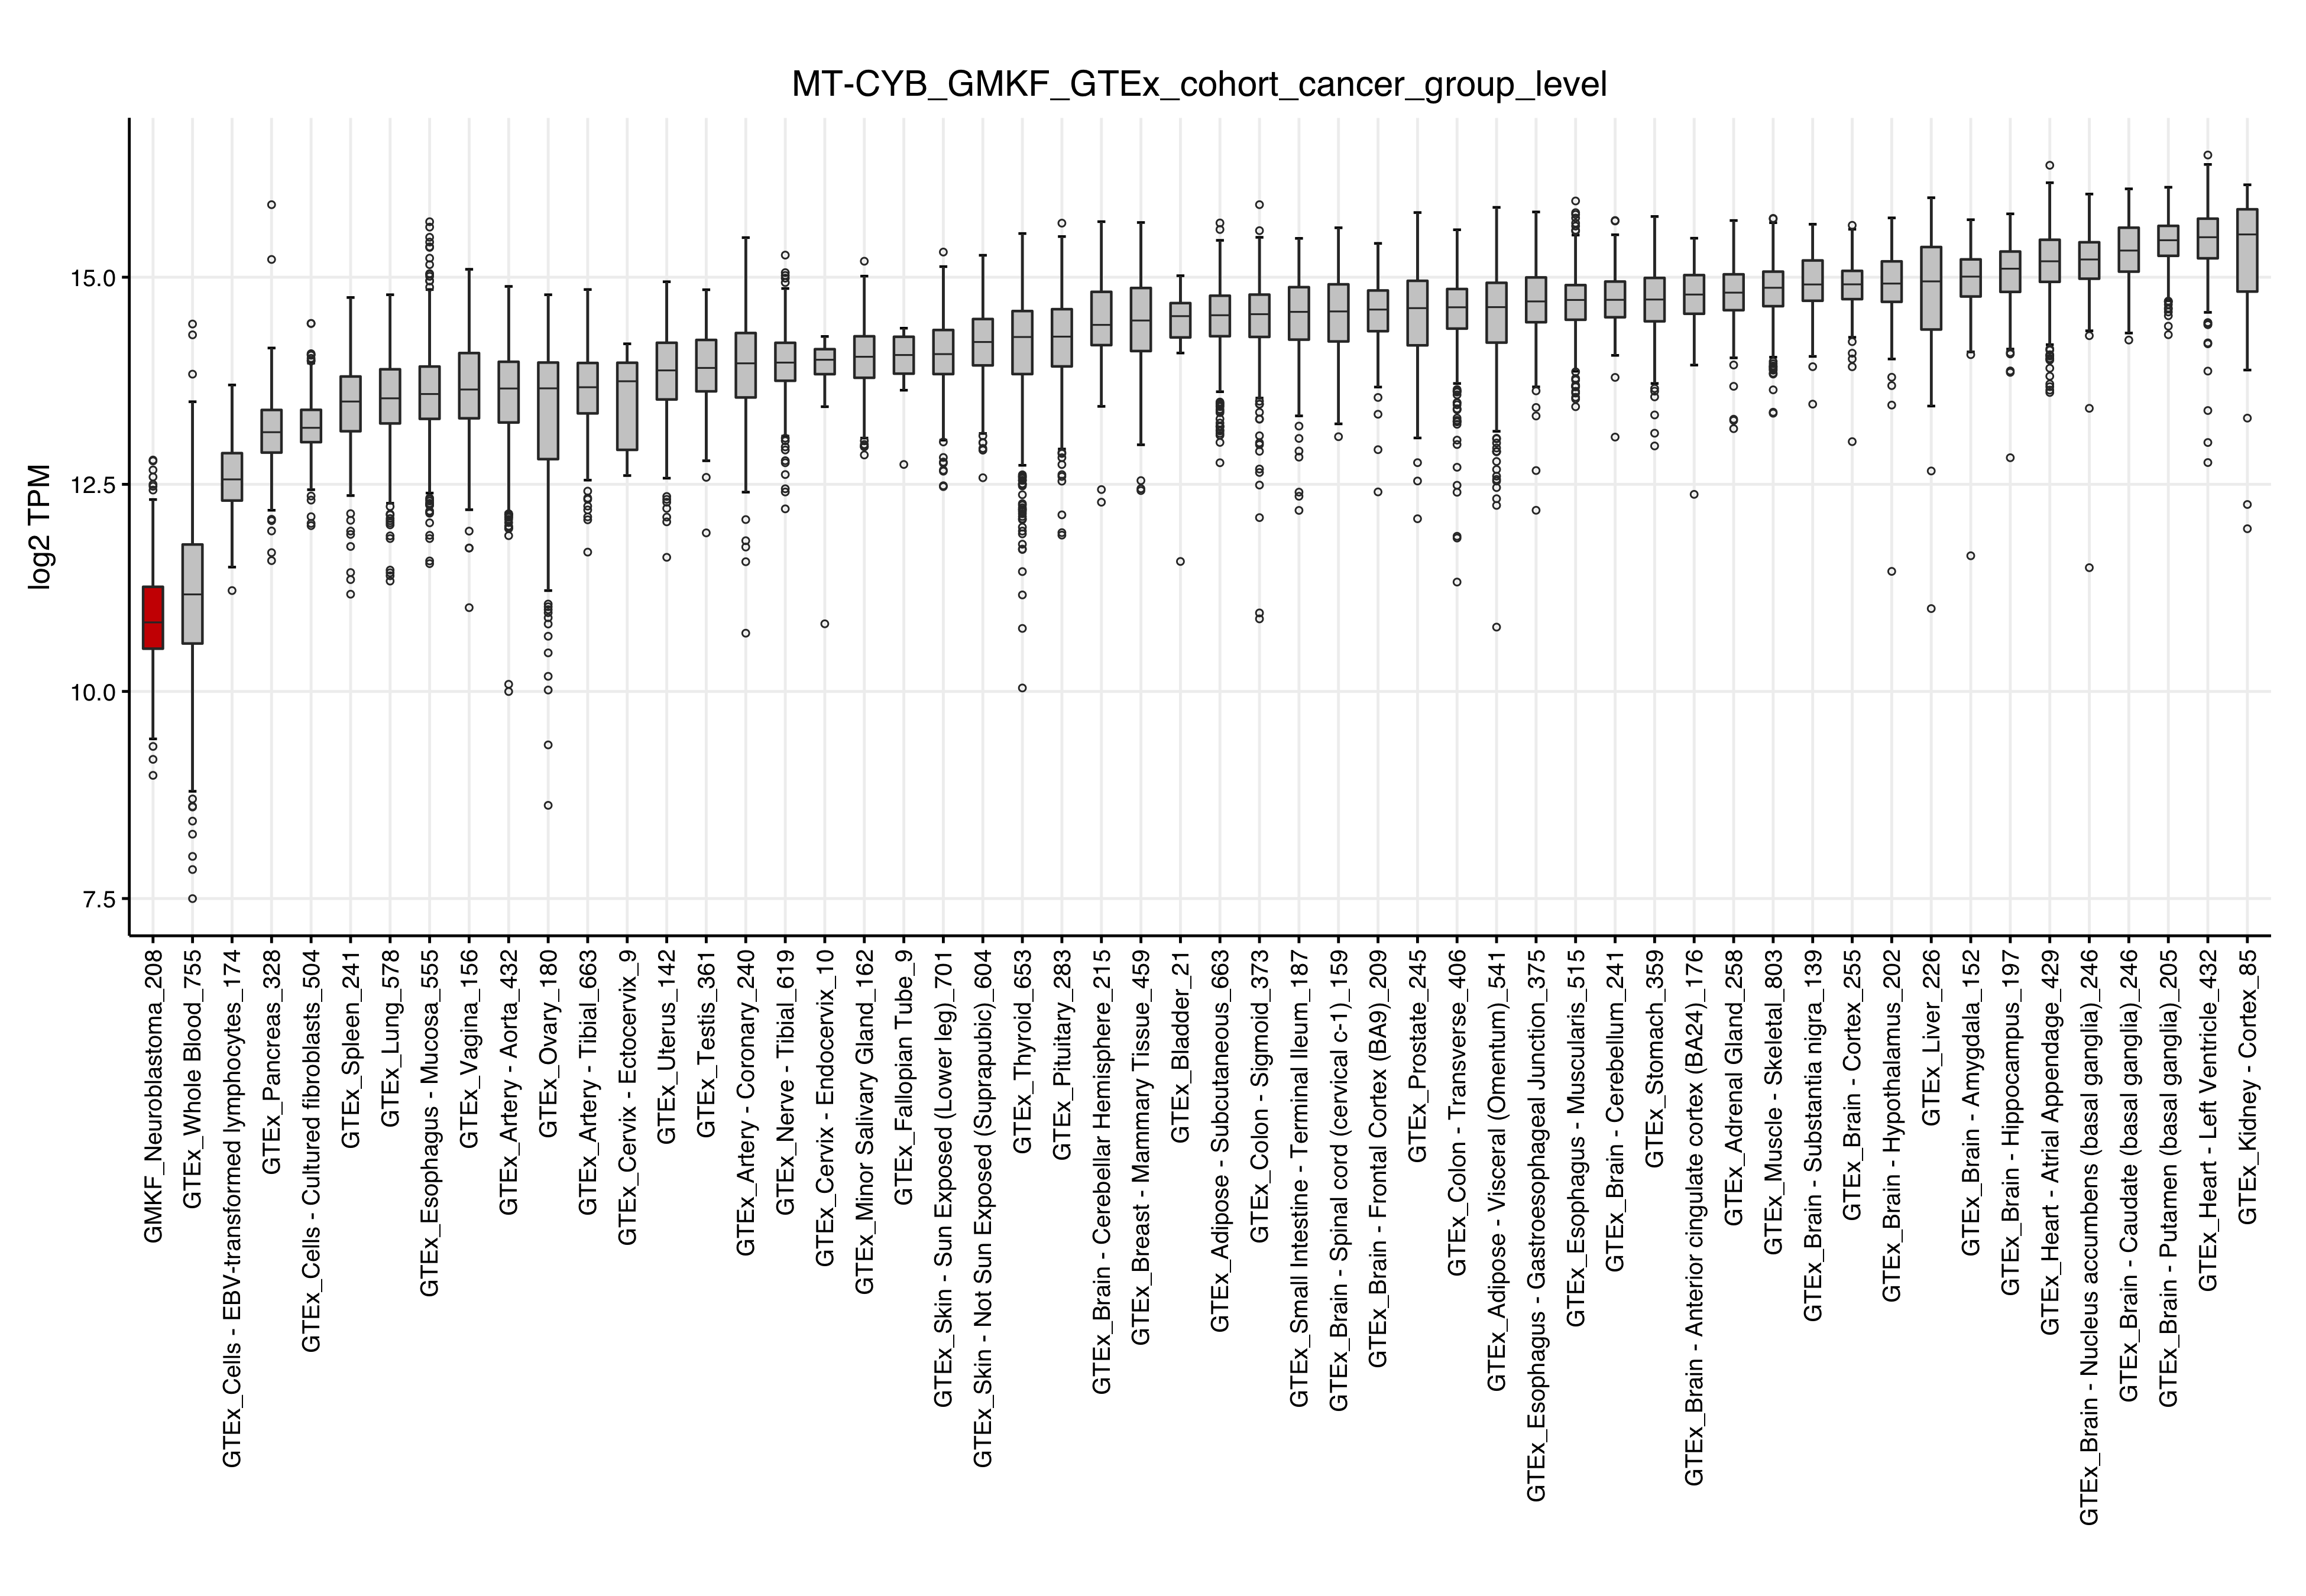 MT-CYB_GMKF_GTEx_cohort_cancer_group_level
log2 TPM
15.0
12.5
10.0
7.5
GMKF_Neuroblastoma_208
GTEx_Whole Blood_755
GTEx_Cells - EBV-transformed lymphocytes_174
GTEx_Pancreas_328
GTEx_Cells - Cultured fibroblasts_504
GTEx_Spleen_241
GTEx_Lung_578
GTEx_Esophagus - Mucosa_555
GTEx_Vagina_156
GTEx_Artery - Aorta_432
GTEx_Ovary_180
GTEx_Artery - Tibial_663
GTEx_Cervix - Ectocervix_9
GTEx_Uterus_142
GTEx_Testis_361
GTEx_Artery - Coronary_240
GTEx_Nerve - Tibial_619
GTEx_Cervix - Endocervix_10
GTEx_Minor Salivary Gland_162
GTEx_Fallopian Tube_9
GTEx_Skin - Sun Exposed (Lower leg)_701
GTEx_Skin - Not Sun Exposed (Suprapubic)_604
GTEx_Thyroid_653
GTEx_Pituitary_283
GTEx_Brain - Cerebellar Hemisphere_215
GTEx_Breast - Mammary Tissue_459
GTEx_Bladder_21
GTEx_Adipose - Subcutaneous_663
GTEx_Colon - Sigmoid_373
GTEx_Small Intestine - Terminal Ileum_187
GTEx_Brain - Spinal cord (cervical c-1)_159
GTEx_Brain - Frontal Cortex (BA9)_209
GTEx_Prostate_245
GTEx_Colon - Transverse_406
GTEx_Adipose - Visceral (Omentum)_541
GTEx_Esophagus - Gastroesophageal Junction_375
GTEx_Esophagus - Muscularis_515
GTEx_Brain - Cerebellum_241
GTEx_Stomach_359
GTEx_Brain - Anterior cingulate cortex (BA24)_176
GTEx_Adrenal Gland_258
GTEx_Muscle - Skeletal_803
GTEx_Brain - Substantia nigra_139
GTEx_Brain - Cortex_255
GTEx_Brain - Hypothalamus_202
GTEx_Liver_226
GTEx_Brain - Amygdala_152
GTEx_Brain - Hippocampus_197
GTEx_Heart - Atrial Appendage_429
GTEx_Brain - Nucleus accumbens (basal ganglia)_246
GTEx_Brain - Caudate (basal ganglia)_246
GTEx_Brain - Putamen (basal ganglia)_205
GTEx_Heart - Left Ventricle_432
GTEx_Kidney - Cortex_85